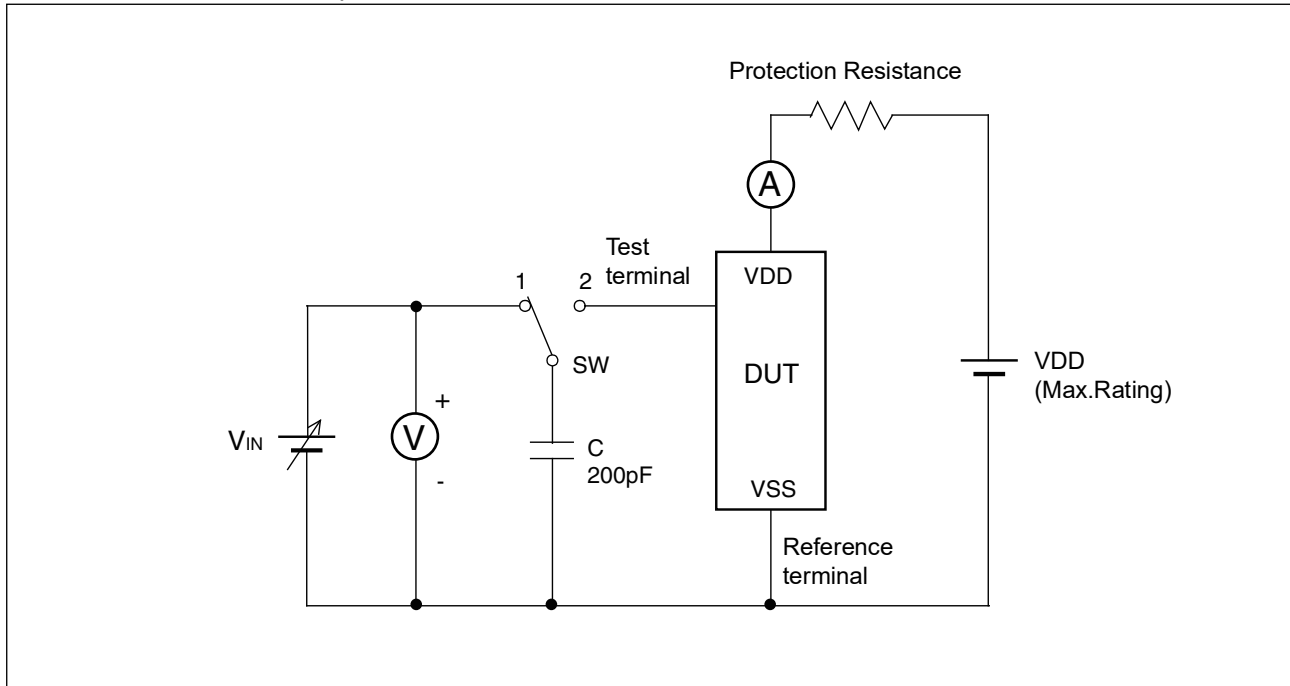 Protection Resistance
A
Test
terminal
1
2
VDD
SW
DUT
VDD
(Max.Rating)
VIN
+
V
-
C
200pF
VSS
Reference
terminal